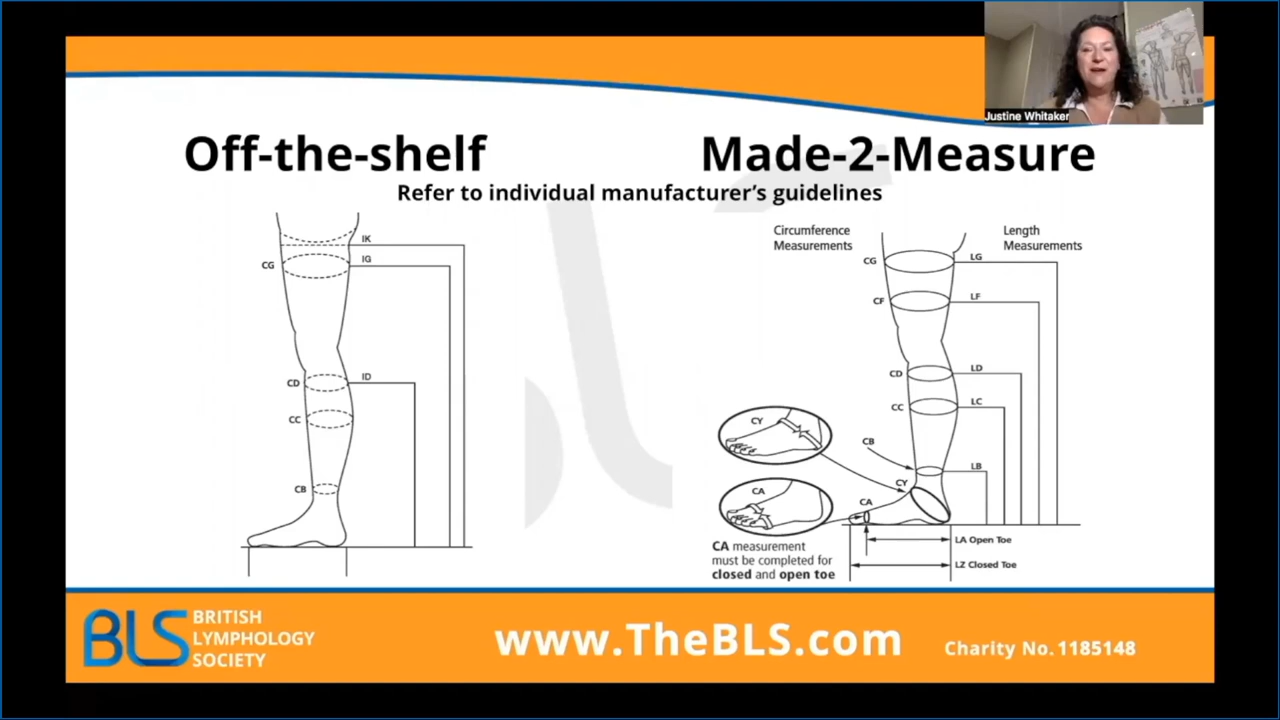 Justine Whitaker
Off-the-shelf
Made-2-Measure
Refer to individual manufacturer's guidelines
IK
IG
CG
ID
CD
CC
CB
Circumference
Measurements
Length
Measurements
CG
LG
CF
LF
CD
LD
CC
LC
CY
CB
LB
CY
CA
CA
CA measurement
must be completed for
closed and open toe
LA Open Toe
LZ Closed Toe
BLS
BRITISH
LYMPHOLOGY
SOCIETY
www.TheBLS.com
Charity No. 1185148